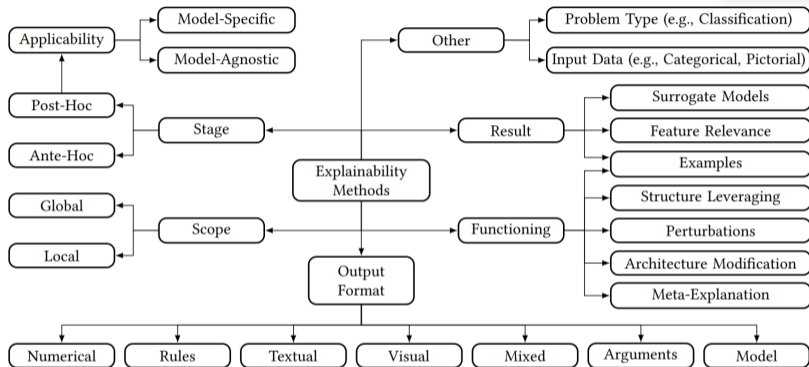 Model-Specific
Problem Type (e.g., Classification)
Applicability
Other
Model-Agnostic
Input Data (e.g., Categorical, Pictorial)
Post-Hoc
Surrogate Models
Stage
Result
Feature Relevance
Ante-Hoc
Examples
Explainability
Methods
Global
Structure Leveraging
Scope
Functioning
Perturbations
Local
Architecture Modification
Output
Format
Meta-Explanation
Numerical
Rules
Textual
Visual
Mixed
Arguments
Model